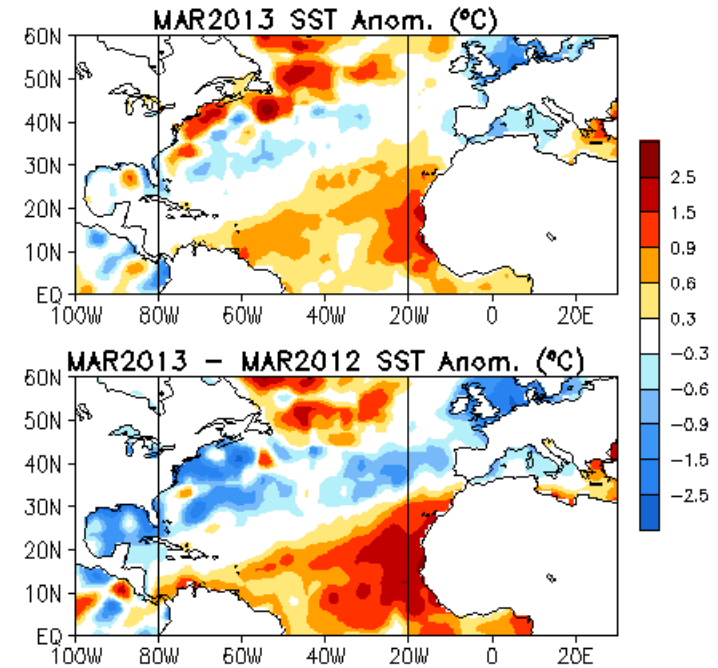 MAR2013 SST Anom. (°C)
60N
50N
40N
30N
20N
10N
EQ
100W 80W 60W 40W 20W 0 20E
MAR2013 – MAR2012 SST Anom. (°C)
60N
50N
40N
30N
20N
10N
EQ
100W 80W 60W 40W 20W 0 20E
2.5
1.5
0.9
0.6
0.3
−0.3
−0.6
−0.9
−1.5
−2.5